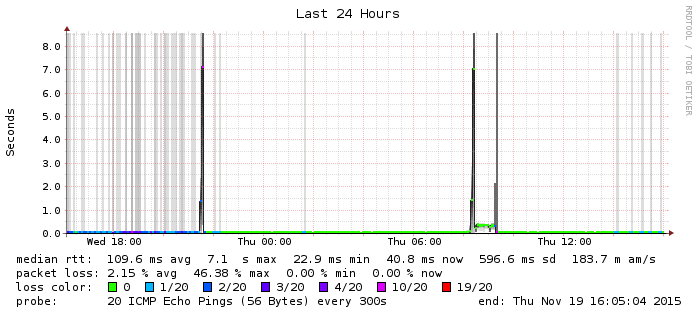 Last 24 Hours
RRDTOOL / TOBI OETIKER
Seconds
8.0
7.0
6.0
5.0
4.0
3.0
2.0
1.0
0.0
Wed 18:00 Thu 00:00 Thu 06:00 Thu 12:00
median rtt: 109.6 ms avg 7.1 s max 22.9 ms min 40.8 ms now 596.6 ms sd 183.7 m am/s
packet loss: 2.15 % avg 46.38 % max 0.00 % min 0.00 % now
loss color: 0 1/20 2/20 3/20 4/20 10/20 19/20
probe: 20 ICMP Echo Pings (56 Bytes) every 300s end: Thu Nov 19 16:05:04 2015